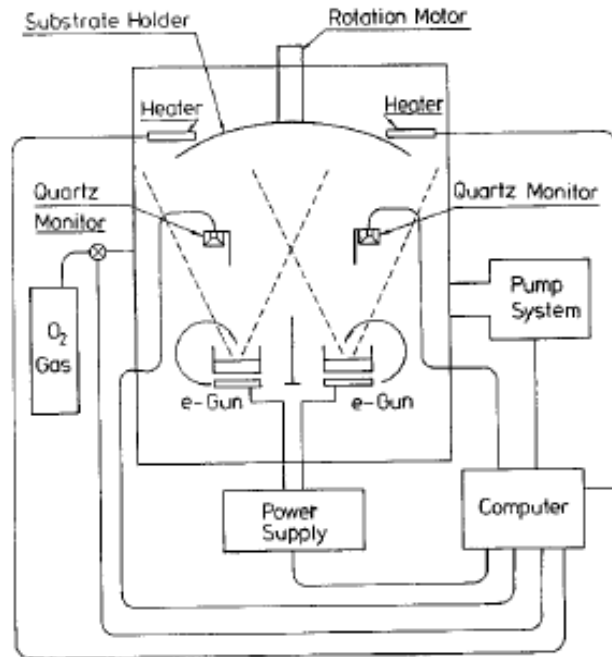 Substrate Holder
Rotation Motor
Heater
Heater
Quartz
Monitor
Quartz Monitor
O2
Gas
Pump
System
e-Gun
e-Gun
Power
Supply
Computer